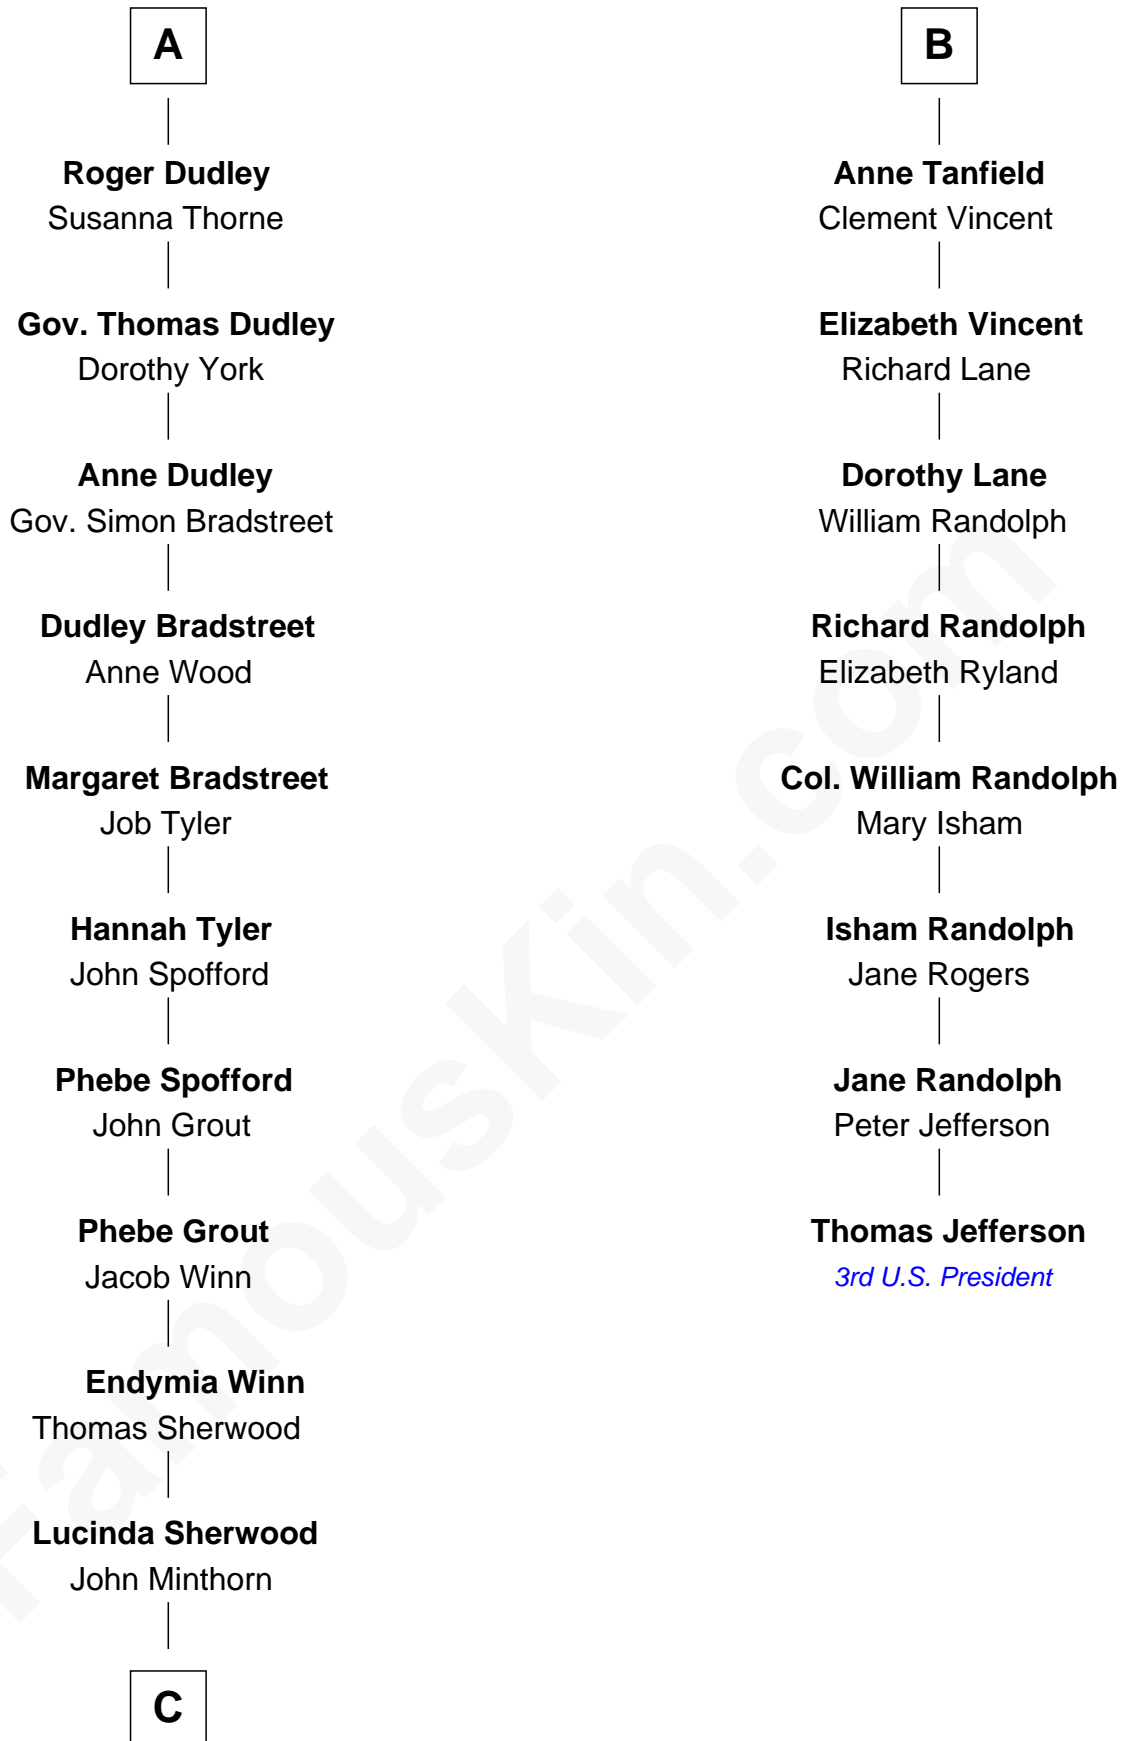 A
Roger Dudley
Susanna Thorne
Gov. Thomas Dudley
Dorothy York
Anne Dudley
Gov. Simon Bradstreet
Dudley Bradstreet
Anne Wood
Margaret Bradstreet
Job Tyler
Hannah Tyler
John Spofford
Phebe Spofford
John Grout
Phebe Grout
Jacob Winn
Endymia Winn
Thomas Sherwood
Lucinda Sherwood
John Minthorn
C
B
Anne Tanfield
Clement Vincent
Elizabeth Vincent
Richard Lane
Dorothy Lane
William Randolph
Richard Randolph
Elizabeth Ryland
Col. William Randolph
Mary Isham
Isham Randolph
Jane Rogers
Jane Randolph
Peter Jefferson
Thomas Jefferson
3rd U.S. President
FamousKin.com